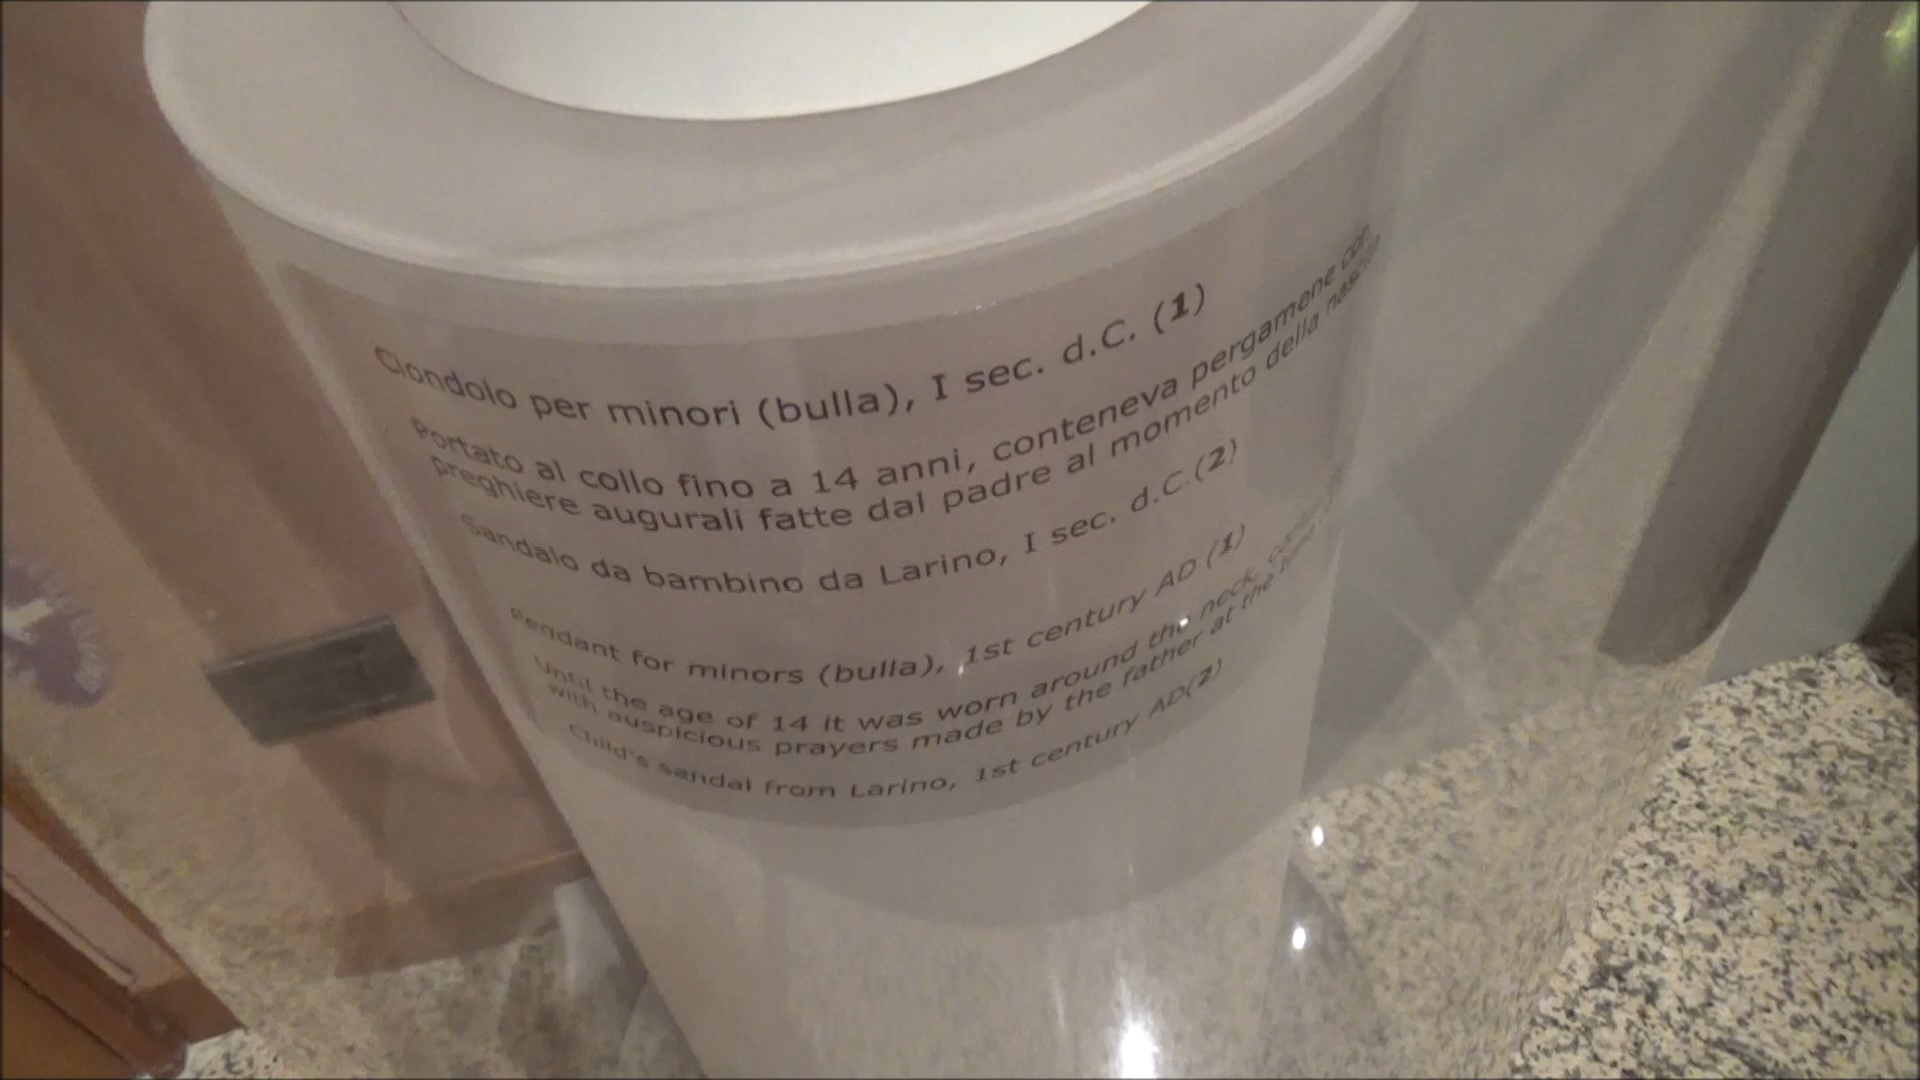 Ciondolo per minori (bulla), I sec. d.C. (1)
Portato al collo fino a 14 anni, conteneva pergamene con
preghiere augurali fatte dal padre al momento della
Sandalo da bambino da Larino, I sec. d.C.(2)
Pendant for minors (bulla), 1st century AD (1)
Until the age of 14 it was worn around the neck,
with auspicious prayers made by the father at the
Child's sandal from Larino, 1st century AD(2)